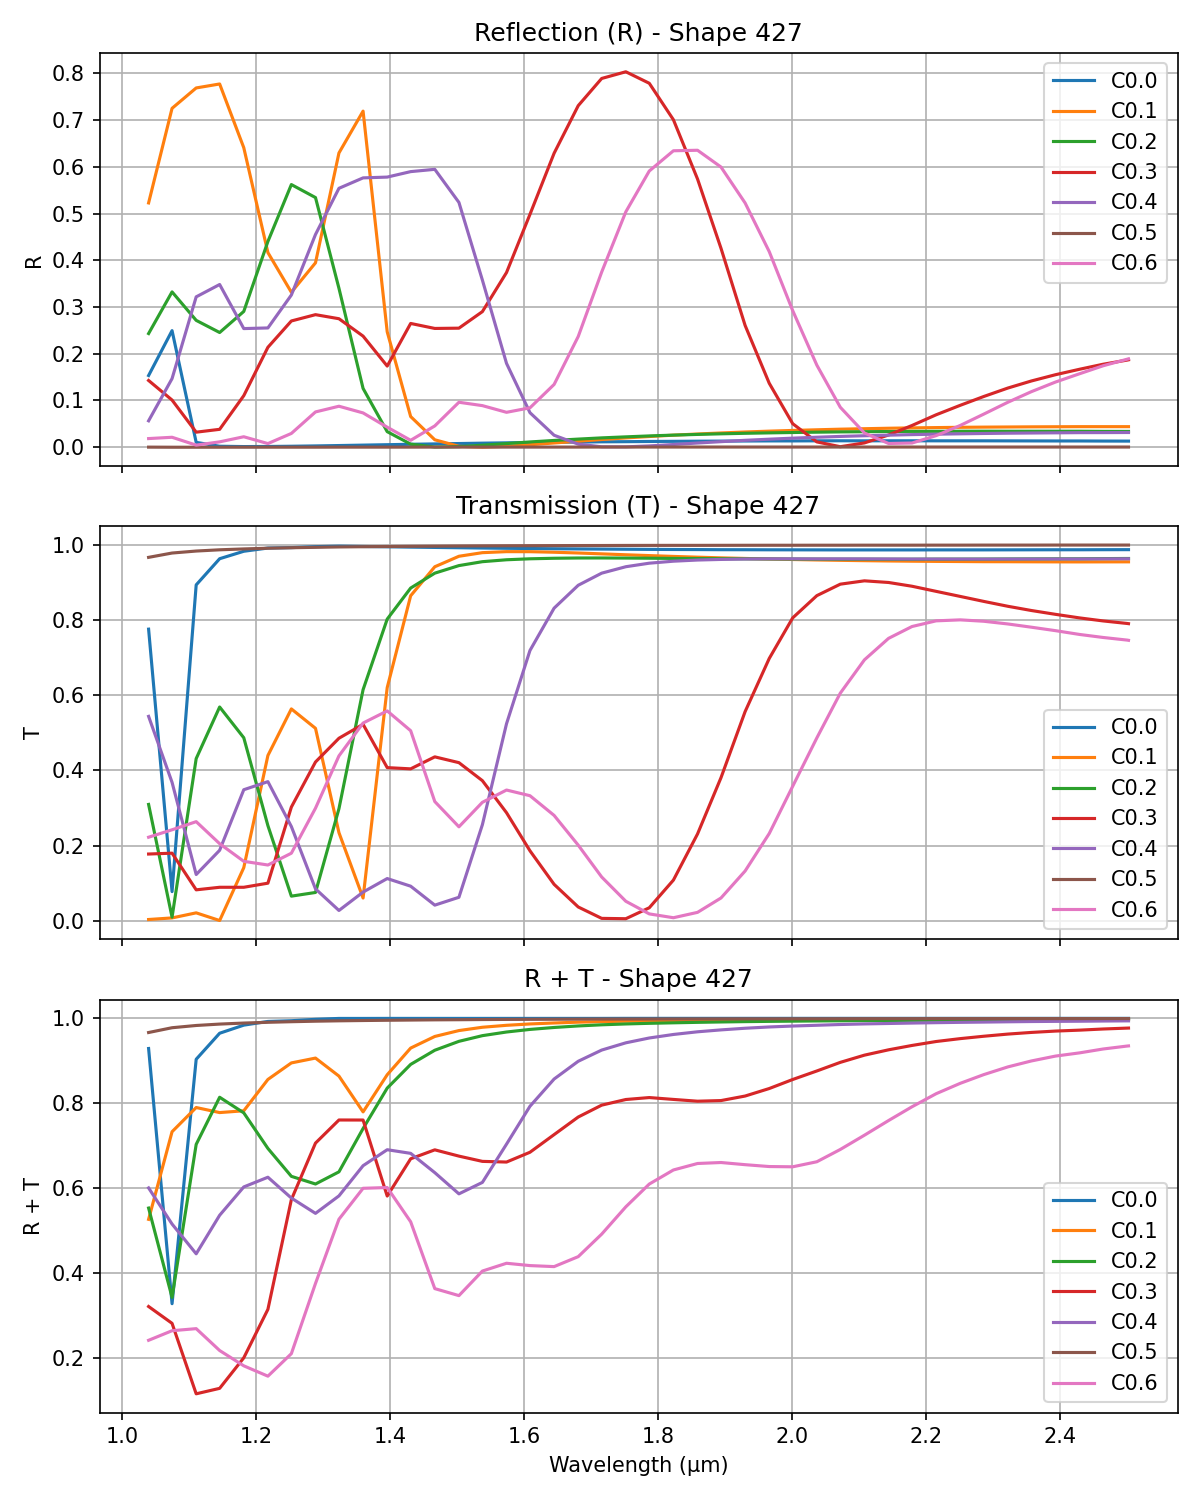 Reflection (R) - Shape 427
0.8
0.7
0.6
0.5
0.4
0.3
0.2
0.1
0.0
R
C0.0
C0.1
C0.2
C0.3
C0.4
C0.5
C0.6
Transmission (T) - Shape 427
1.0
0.8
0.6
0.4
0.2
0.0
T
C0.0
C0.1
C0.2
C0.3
C0.4
C0.5
C0.6
R + T - Shape 427
1.0
0.8
0.6
0.4
0.2
R + T
C0.0
C0.1
C0.2
C0.3
C0.4
C0.5
C0.6
1.0 1.2 1.4 1.6 1.8 2.0 2.2 2.4
Wavelength (µm)